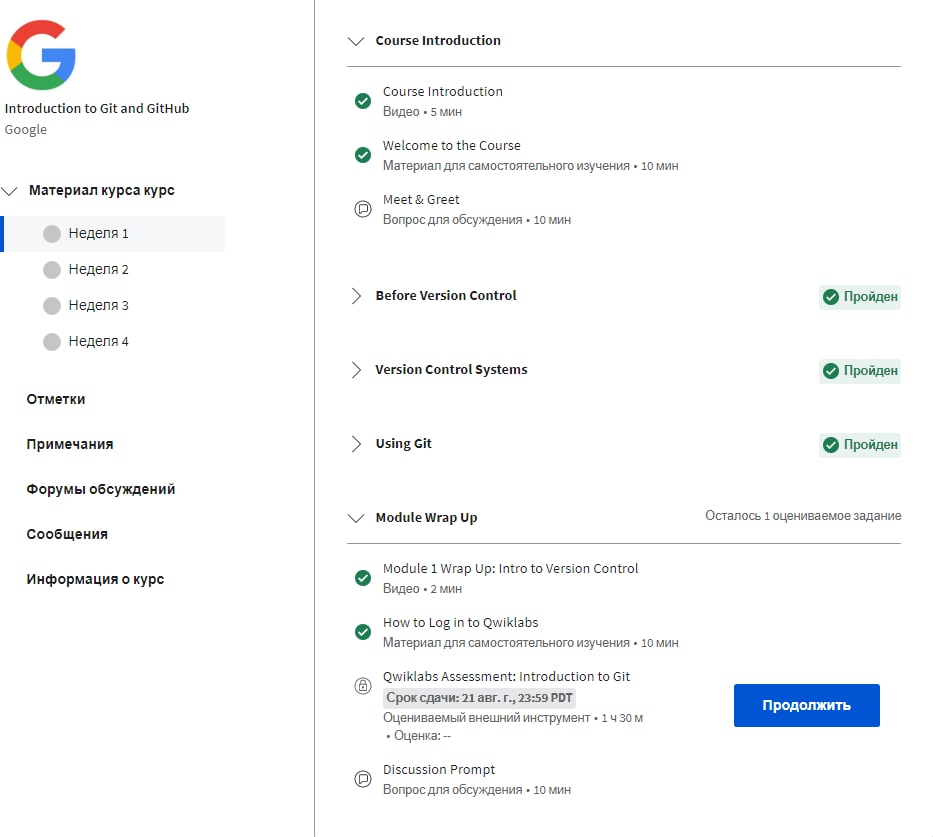 Introduction to Git and GitHub
Google
Материал курса курс
Неделя 1
Неделя 2
Неделя 3
Неделя 4
Отметки
Примечания
Форумы обсуждений
Сообщения
Информация о курс
Course Introduction
Course Introduction
Видео • 5 мин
Welcome to the Course
Материал для самостоятельного изучения • 10 мин
Meet & Greet
Вопрос для обсуждения • 10 мин
Before Version Control
Пройден
Version Control Systems
Пройден
Using Git
Пройден
Module Wrap Up
Осталось 1 оцениваемое задание
Module 1 Wrap Up: Intro to Version Control
Видео • 2 мин
How to Log in to Qwiklabs
Материал для самостоятельного изучения • 10 мин
Qwiklabs Assessment: Introduction to Git
Срок сдачи: 21 авг. г., 23:59 PDT
Оцениваемый внешний инструмент • 1 ч 30 м
• Оценка: --
Продолжить
Discussion Prompt
Вопрос для обсуждения • 10 мин